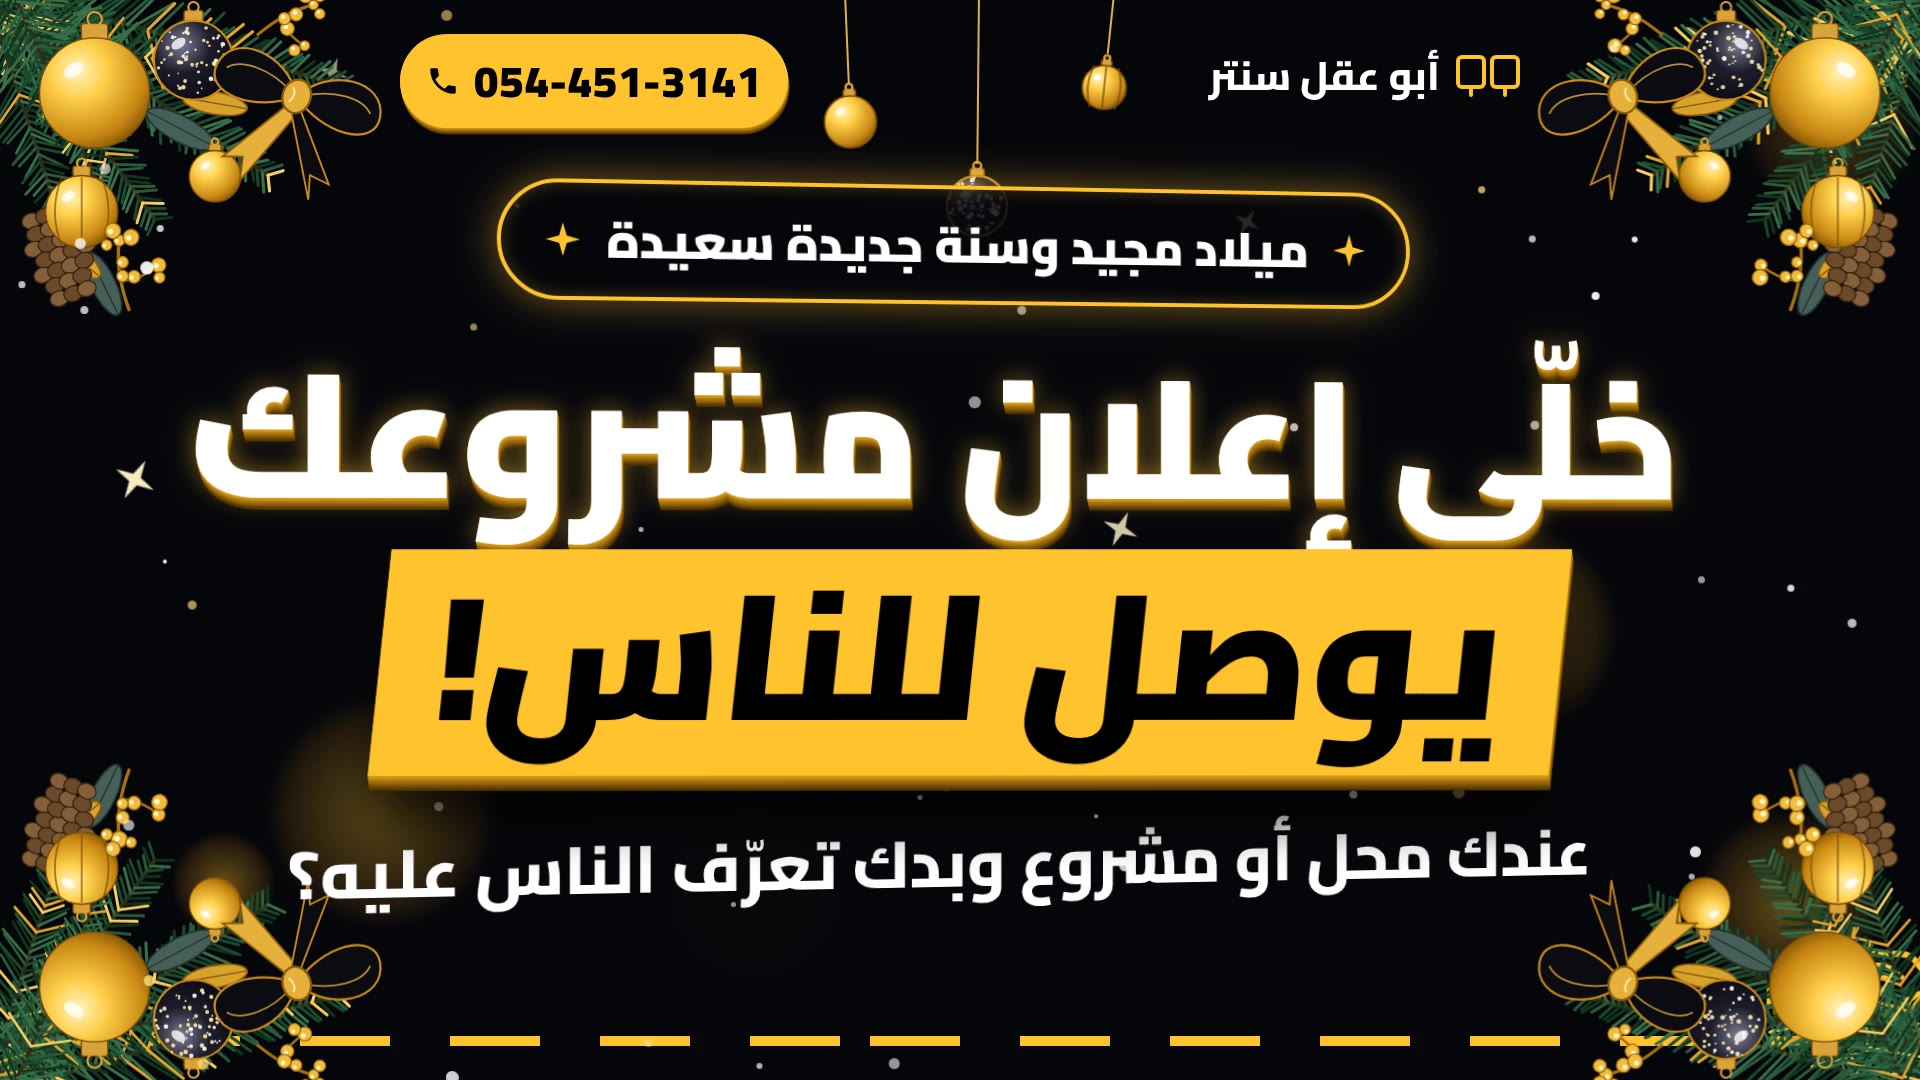 أبو عقل سنتر
054-451-3141
ميلاد مجيد وسنة جديدة سعيدة
خلّي إعلان مشروعك
يوصل للناس!
عندك محل أو مشروع وبدك تعرّف الناس عليه؟